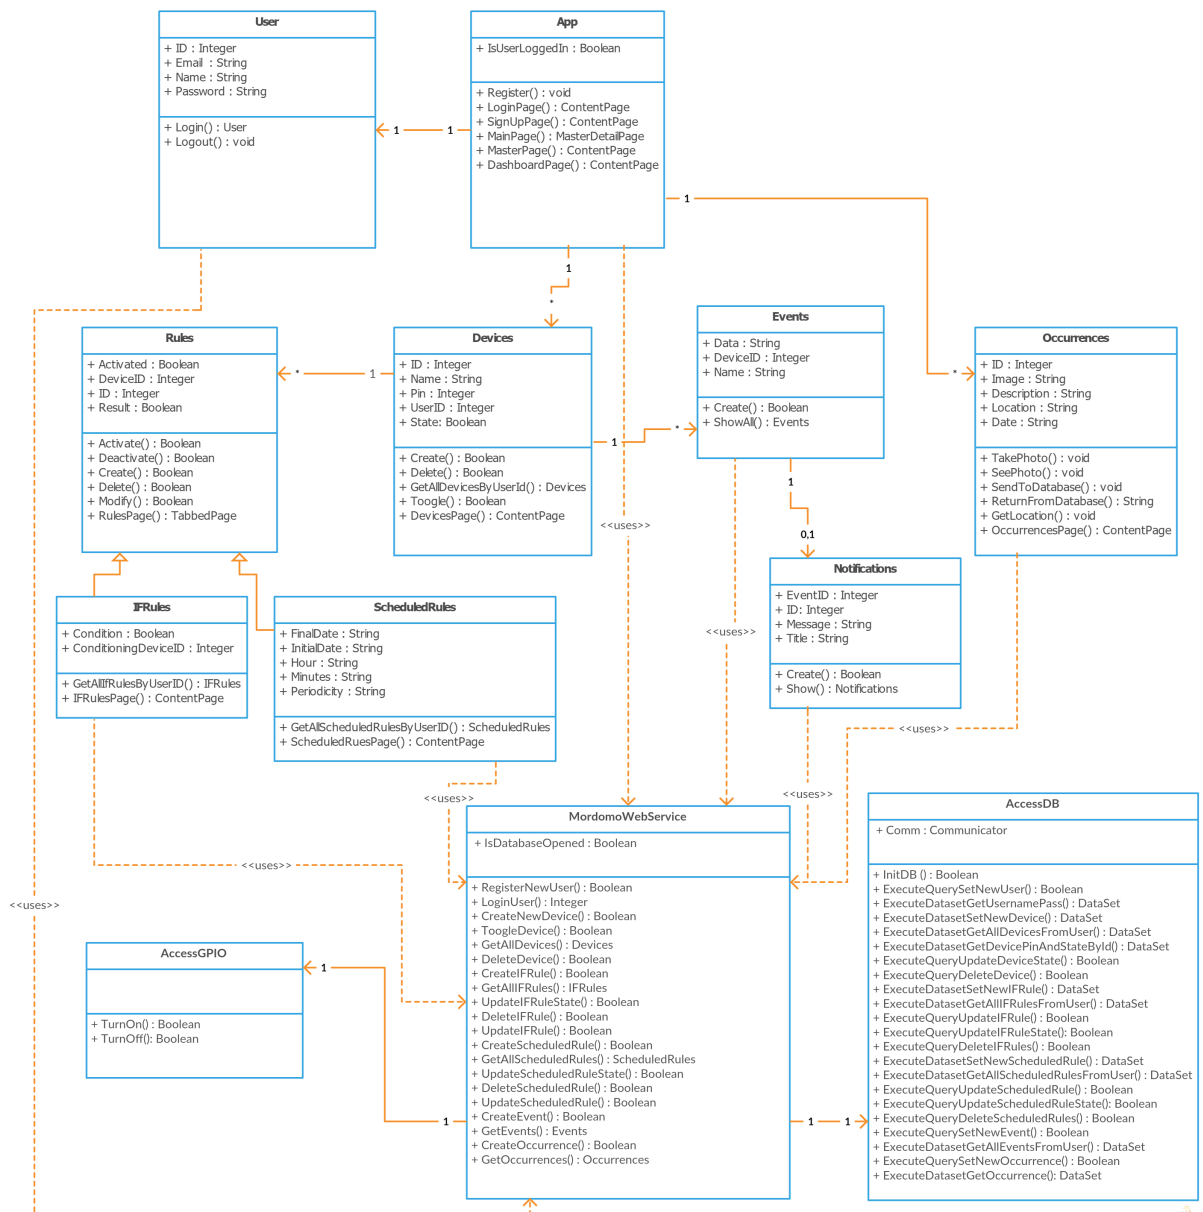 User
+ ID : Integer
+ Email : String
+ Name : String
+ Password : String
+ Login() : User
+ Logout() : void
App
+ IsUserLoggedIn : Boolean
+ Register() : void
+ LoginPage() : ContentPage
+ SignUpPage() : ContentPage
+ MainPage() : MasterDetailPage
+ MasterPage() : ContentPage
+ DashboardPage() : ContentPage
1
1
1
1
*
Rules
+ Activated : Boolean
+ DeviceID : Integer
+ ID : Integer
+ Result : Boolean
+ Activate() : Boolean
+ Deactivate() : Boolean
+ Create() : Boolean
+ Delete() : Boolean
+ Modify() : Boolean
+ RulesPage() : TabbedPage
*
1
Devices
+ ID : Integer
+ Name : String
+ Pin : Integer
+ UserID : Integer
+ State: Boolean
+ Create() : Boolean
+ Delete() : Boolean
+ GetAllDevicesByUserId() : Devices
+ Toogle() : Boolean
+ DevicesPage() : ContentPage
1
*
Events
+ Data : String
+ DeviceID : Integer
+ Name : String
+ Create() : Boolean
+ ShowAll() : Events
*
Occurrences
+ ID : Integer
+ Image : String
+ Description : String
+ Location : String
+ Date : String
+ TakePhoto() : void
+ SeePhoto() : void
+ SendToDatabase() : void
+ ReturnFromDatabase() : String
+ GetLocation() : void
+ OccurrencesPage() : ContentPage
1
0,1
<<uses>>
Notifications
+ EventID : Integer
+ ID: Integer
+ Message : String
+ Title : String
+ Create() : Boolean
+ Show() : Notifications
<<uses>>
IFRules
+ Condition : Boolean
+ ConditioningDeviceID : Integer
+ GetAllIfRulesByUserID() : IFRules
+ IFRulesPage() : ContentPage
ScheduledRules
+ FinalDate : String
+ InitialDate : String
+ Hour : String
+ Minutes : String
+ Periodicity : String
+ GetAllScheduledRulesByUserID() : ScheduledRules
+ ScheduledRuesPage() : ContentPage
<<uses>>
<<uses>>
<<uses>>
<<uses>>
<<uses>>
MordomoWebService
+ IsDatabaseOpened : Boolean
+ RegisterNewUser() : Boolean
+ LoginUser() : Integer
+ CreateNewDevice() : Boolean
+ ToogleDevice() : Boolean
+ GetAllDevices() : Devices
+ DeleteDevice() : Boolean
+ CreateIFRule() : Boolean
+ GetAllIFRules() : IFRules
+ UpdateIFRuleState() : Boolean
+ DeleteIFRule() : Boolean
+ UpdateIFRule() : Boolean
+ CreateScheduledRule() : Boolean
+ GetAllScheduledRules() : ScheduledRules
+ UpdateScheduledRuleState() : Boolean
+ DeleteScheduledRule() : Boolean
+ UpdateScheduledRule() : Boolean
+ CreateEvent() : Boolean
+ GetEvents() : Events
+ CreateOccurrence() : Boolean
+ GetOccurrences() : Occurrences
AccessDB
+ Comm : Communicator
+ InitDB () : Boolean
+ ExecuteQuerySetNewUser() : Boolean
+ ExecuteDatasetGetUsernamePass() : DataSet
+ ExecuteDatasetSetNewDevice() : DataSet
+ ExecuteDatasetGetAllDevicesFromUser() : DataSet
+ ExecuteDatasetGetDevicePinAndStateById() : DataSet
+ ExecuteQueryUpdateDeviceState() : Boolean
+ ExecuteQueryDeleteDevice() : Boolean
+ ExecuteDatasetSetNewIFRule() : DataSet
+ ExecuteDatasetGetAllIFRulesFromUser() : DataSet
+ ExecuteQueryUpdateIFRule() : Boolean
+ ExecuteQueryUpdateIFRuleState(): Boolean
+ ExecuteQueryDeleteIFRules() : Boolean
+ ExecuteDatasetSetNewScheduledRule() : DataSet
+ ExecuteDatasetGetAllScheduledRulesFromUser() : DataSet
+ ExecuteQueryUpdateScheduledRule() : Boolean
+ ExecuteQueryUpdateScheduledRuleState(): Boolean
+ ExecuteQueryDeleteScheduledRules() : Boolean
+ ExecuteQuerySetNewEvent() : Boolean
+ ExecuteDatasetGetAllEventsFromUser() : DataSet
+ ExecuteQuerySetNewOccurrence() : Boolean
+ ExecuteDatasetGetOccurrence(): DataSet
AccessGPIO
+ TurnOn() : Boolean
+ TurnOff(): Boolean
1
1
1
1